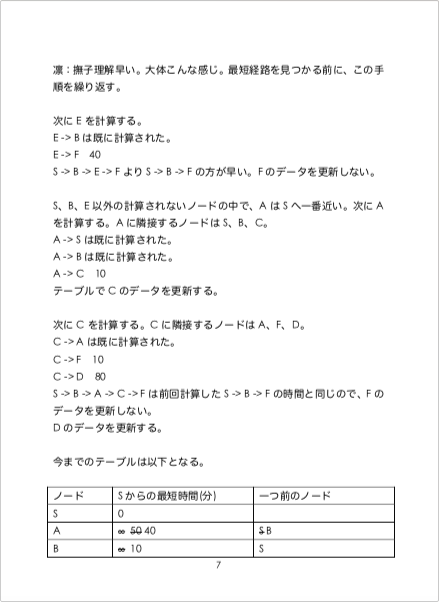 凛：撫子理解早い。大体こんな感じ。最短経路を見つかる前に、この手
順を繰り返す。
次に E を計算する。
E -> B は既に計算された。
E -> F 40
S -> B -> E -> F より S -> B -> F の方が早い。F のデータを更新しない。
S、B、E 以外の計算されないノードの中で、A は S へ一番近い。次に A
を計算する。A に隣接するノードは S、B、C。
A -> S は既に計算された。
A -> B は既に計算された。
A -> C 10
テーブルで C のデータを更新する。
次に C を計算する。C に隣接するノードは A、F、D。
C -> A は既に計算された。
C -> F 10
C -> D 80
S -> B -> A -> C -> F は前回計算した S -> B -> F の時間と同じので、F の
データを更新しない。
D のデータを更新する。
今までのテーブルは以下となる。
ノード S からの最短時間(分) 一つ前のノード
S 0
A ∞ 50 40 S B
B ∞ 10 S
7